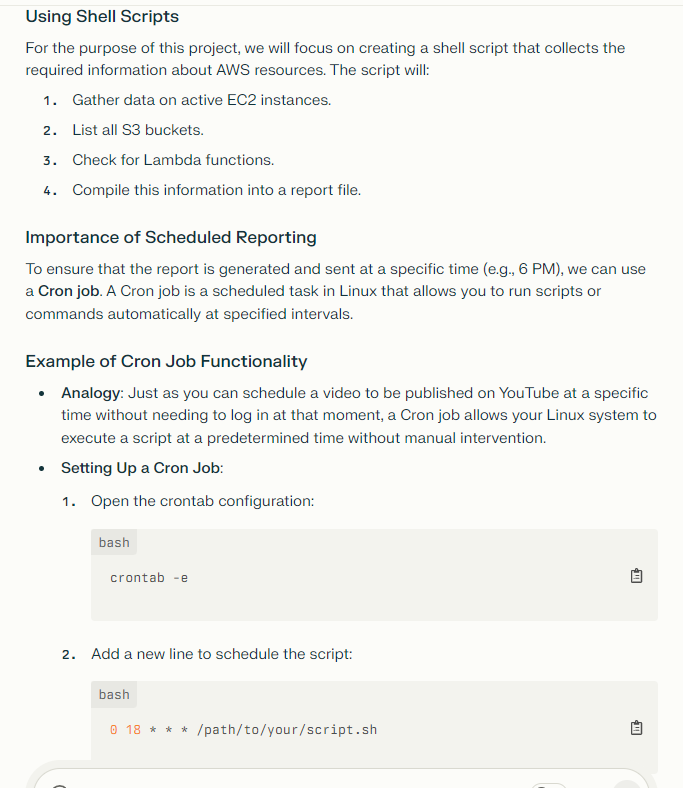 Using Shell Scripts
For the purpose of this project, we will focus on creating a shell script that collects the
required information about AWS resources. The script will:
1. Gather data on active EC2 instances.
2. List all S3 buckets.
3. Check for Lambda functions.
4. Compile this information into a report file.
Importance of Scheduled Reporting
To ensure that the report is generated and sent at a specific time (e.g., 6 PM), we can use
a Cron job. A Cron job is a scheduled task in Linux that allows you to run scripts or
commands automatically at specified intervals.
Example of Cron Job Functionality
• Analogy: Just as you can schedule a video to be published on YouTube at a specific
time without needing to log in at that moment, a Cron job allows your Linux system to
execute a script at a predetermined time without manual intervention.
• Setting Up a Cron Job:
1. Open the crontab configuration:
bash
crontab -e
2. Add a new line to schedule the script:
bash
0 18 * * * /path/to/your/script.sh